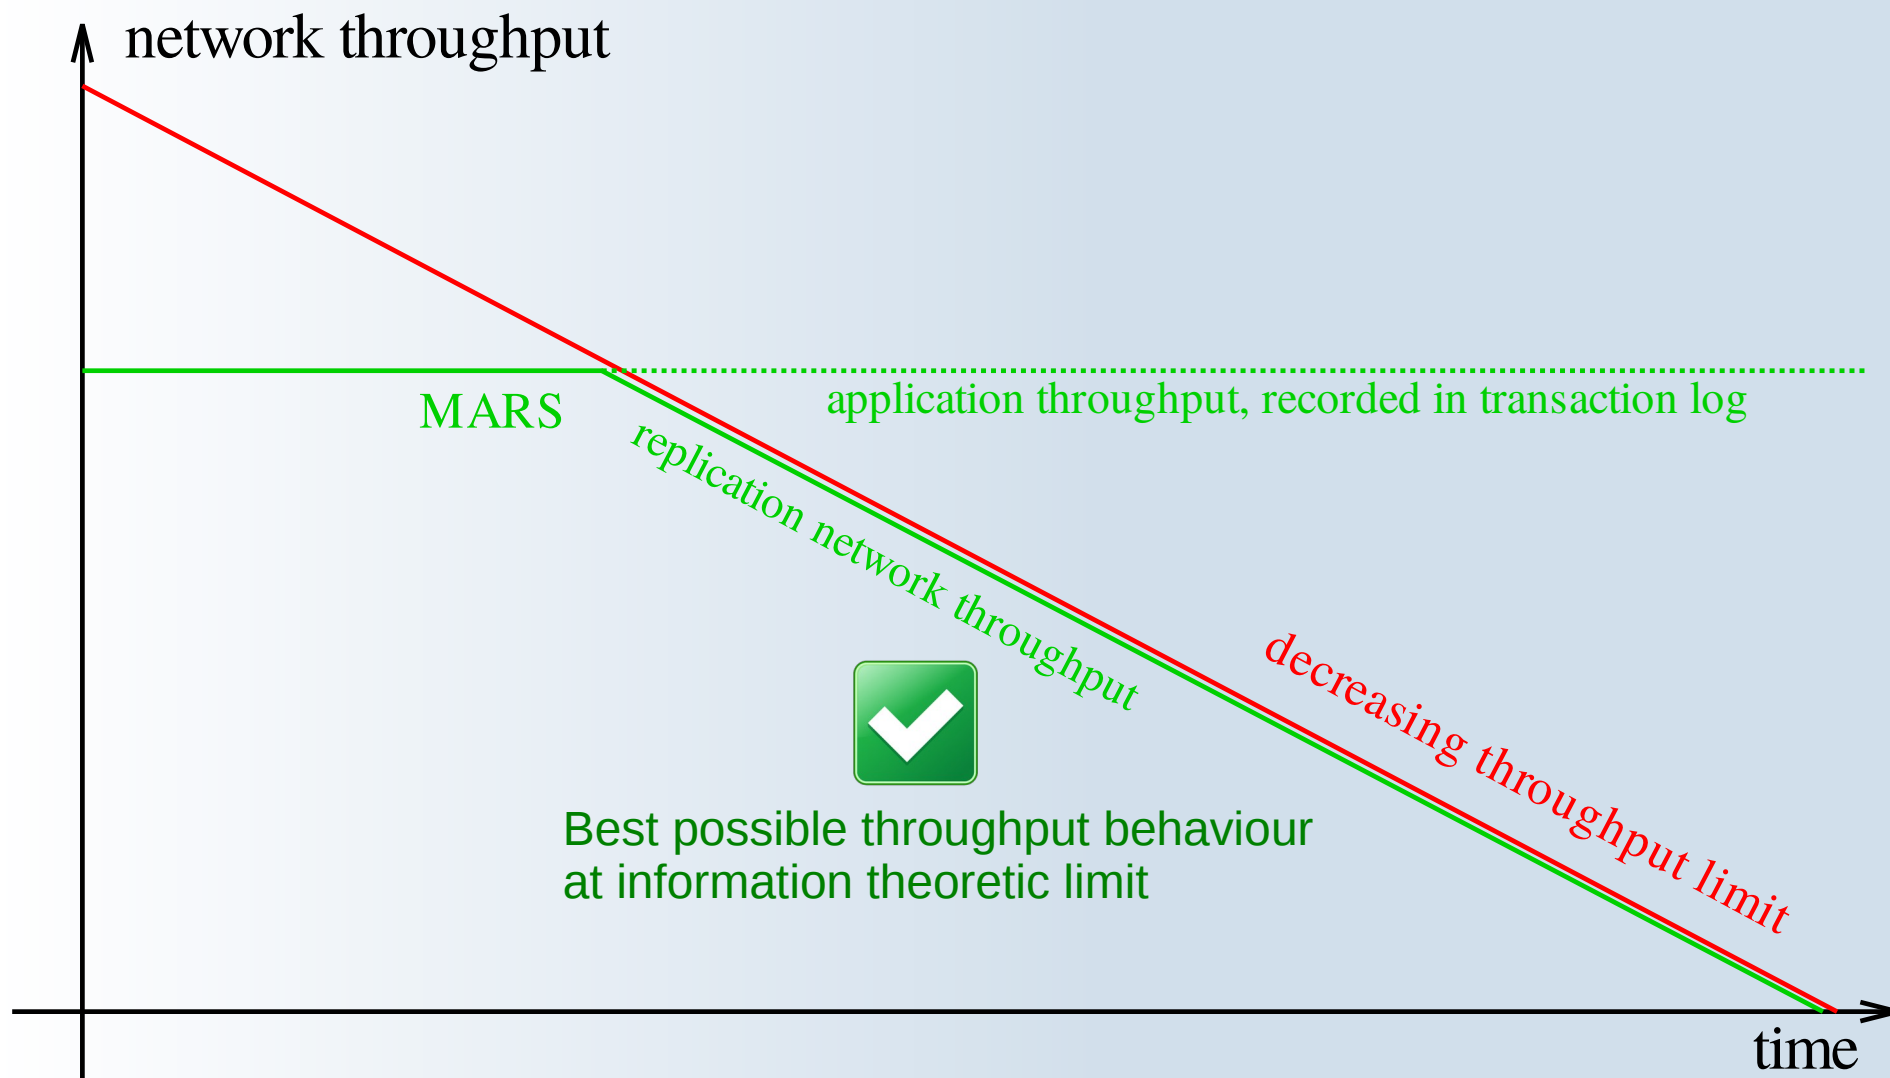 network throughput
MARS
application throughput, recorded in transaction log
replication network throughput
decreasing throughput limit
Best possible throughput behaviour
at information theoretic limit
time